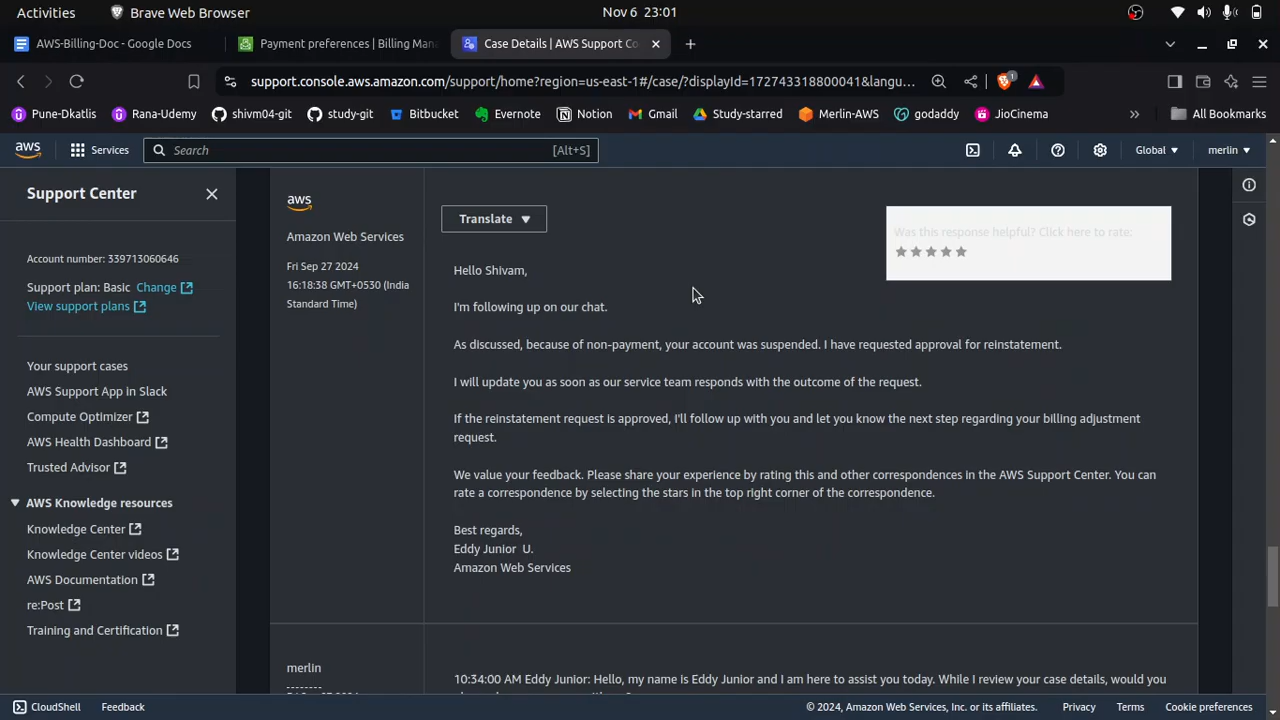 Activities
Brave Web Browser
Nov 6 23:01
AWS-Billing-Doc - Google Docs
Payment preferences | Billing Man
Case Details | AWS Support Co
support.console.aws.amazon.com/support/home?region=us-east-1#/case/?displayId=172743318800041&langu...
1
Pune-Dkatlis
Rana-Udemy
shivm04-git
study-git
Bitbucket
Evernote
Notion
Gmail
Study-starred
Merlin-AWS
godaddy
JioCinema
»
All Bookmarks
aws
Services
Search
[Alt+S]
Global
merlin
Support Center
Account number: 339713060646
Support plan: Basic Change
View support plans
Your support cases
AWS Support App in Slack
Compute Optimizer
AWS Health Dashboard
Trusted Advisor
AWS Knowledge resources
Knowledge Center
Knowledge Center videos
AWS Documentation
re:Post
Training and Certification
aws
Amazon Web Services
Fri Sep 27 2024
16:18:38 GMT+0530 (India
Standard Time)
Translate
Was this response helpful? Click here to rate:
Hello Shivam,
I'm following up on our chat.
As discussed, because of non-payment, your account was suspended. I have requested approval for reinstatement.
I will update you as soon as our service team responds with the outcome of the request.
If the reinstatement request is approved, I'll follow up with you and let you know the next step regarding your billing adjustment
request.
We value your feedback. Please share your experience by rating this and other correspondences in the AWS Support Center. You can
rate a correspondence by selecting the stars in the top right corner of the correspondence.
Best regards,
Eddy Junior U.
Amazon Web Services
merlin
10:34:00 AM Eddy Junior: Hello, my name is Eddy Junior and I am here to assist you today. While I review your case details, would you
CloudShell
Feedback
© 2024, Amazon Web Services, Inc. or its affiliates.
Privacy
Terms
Cookie preferences